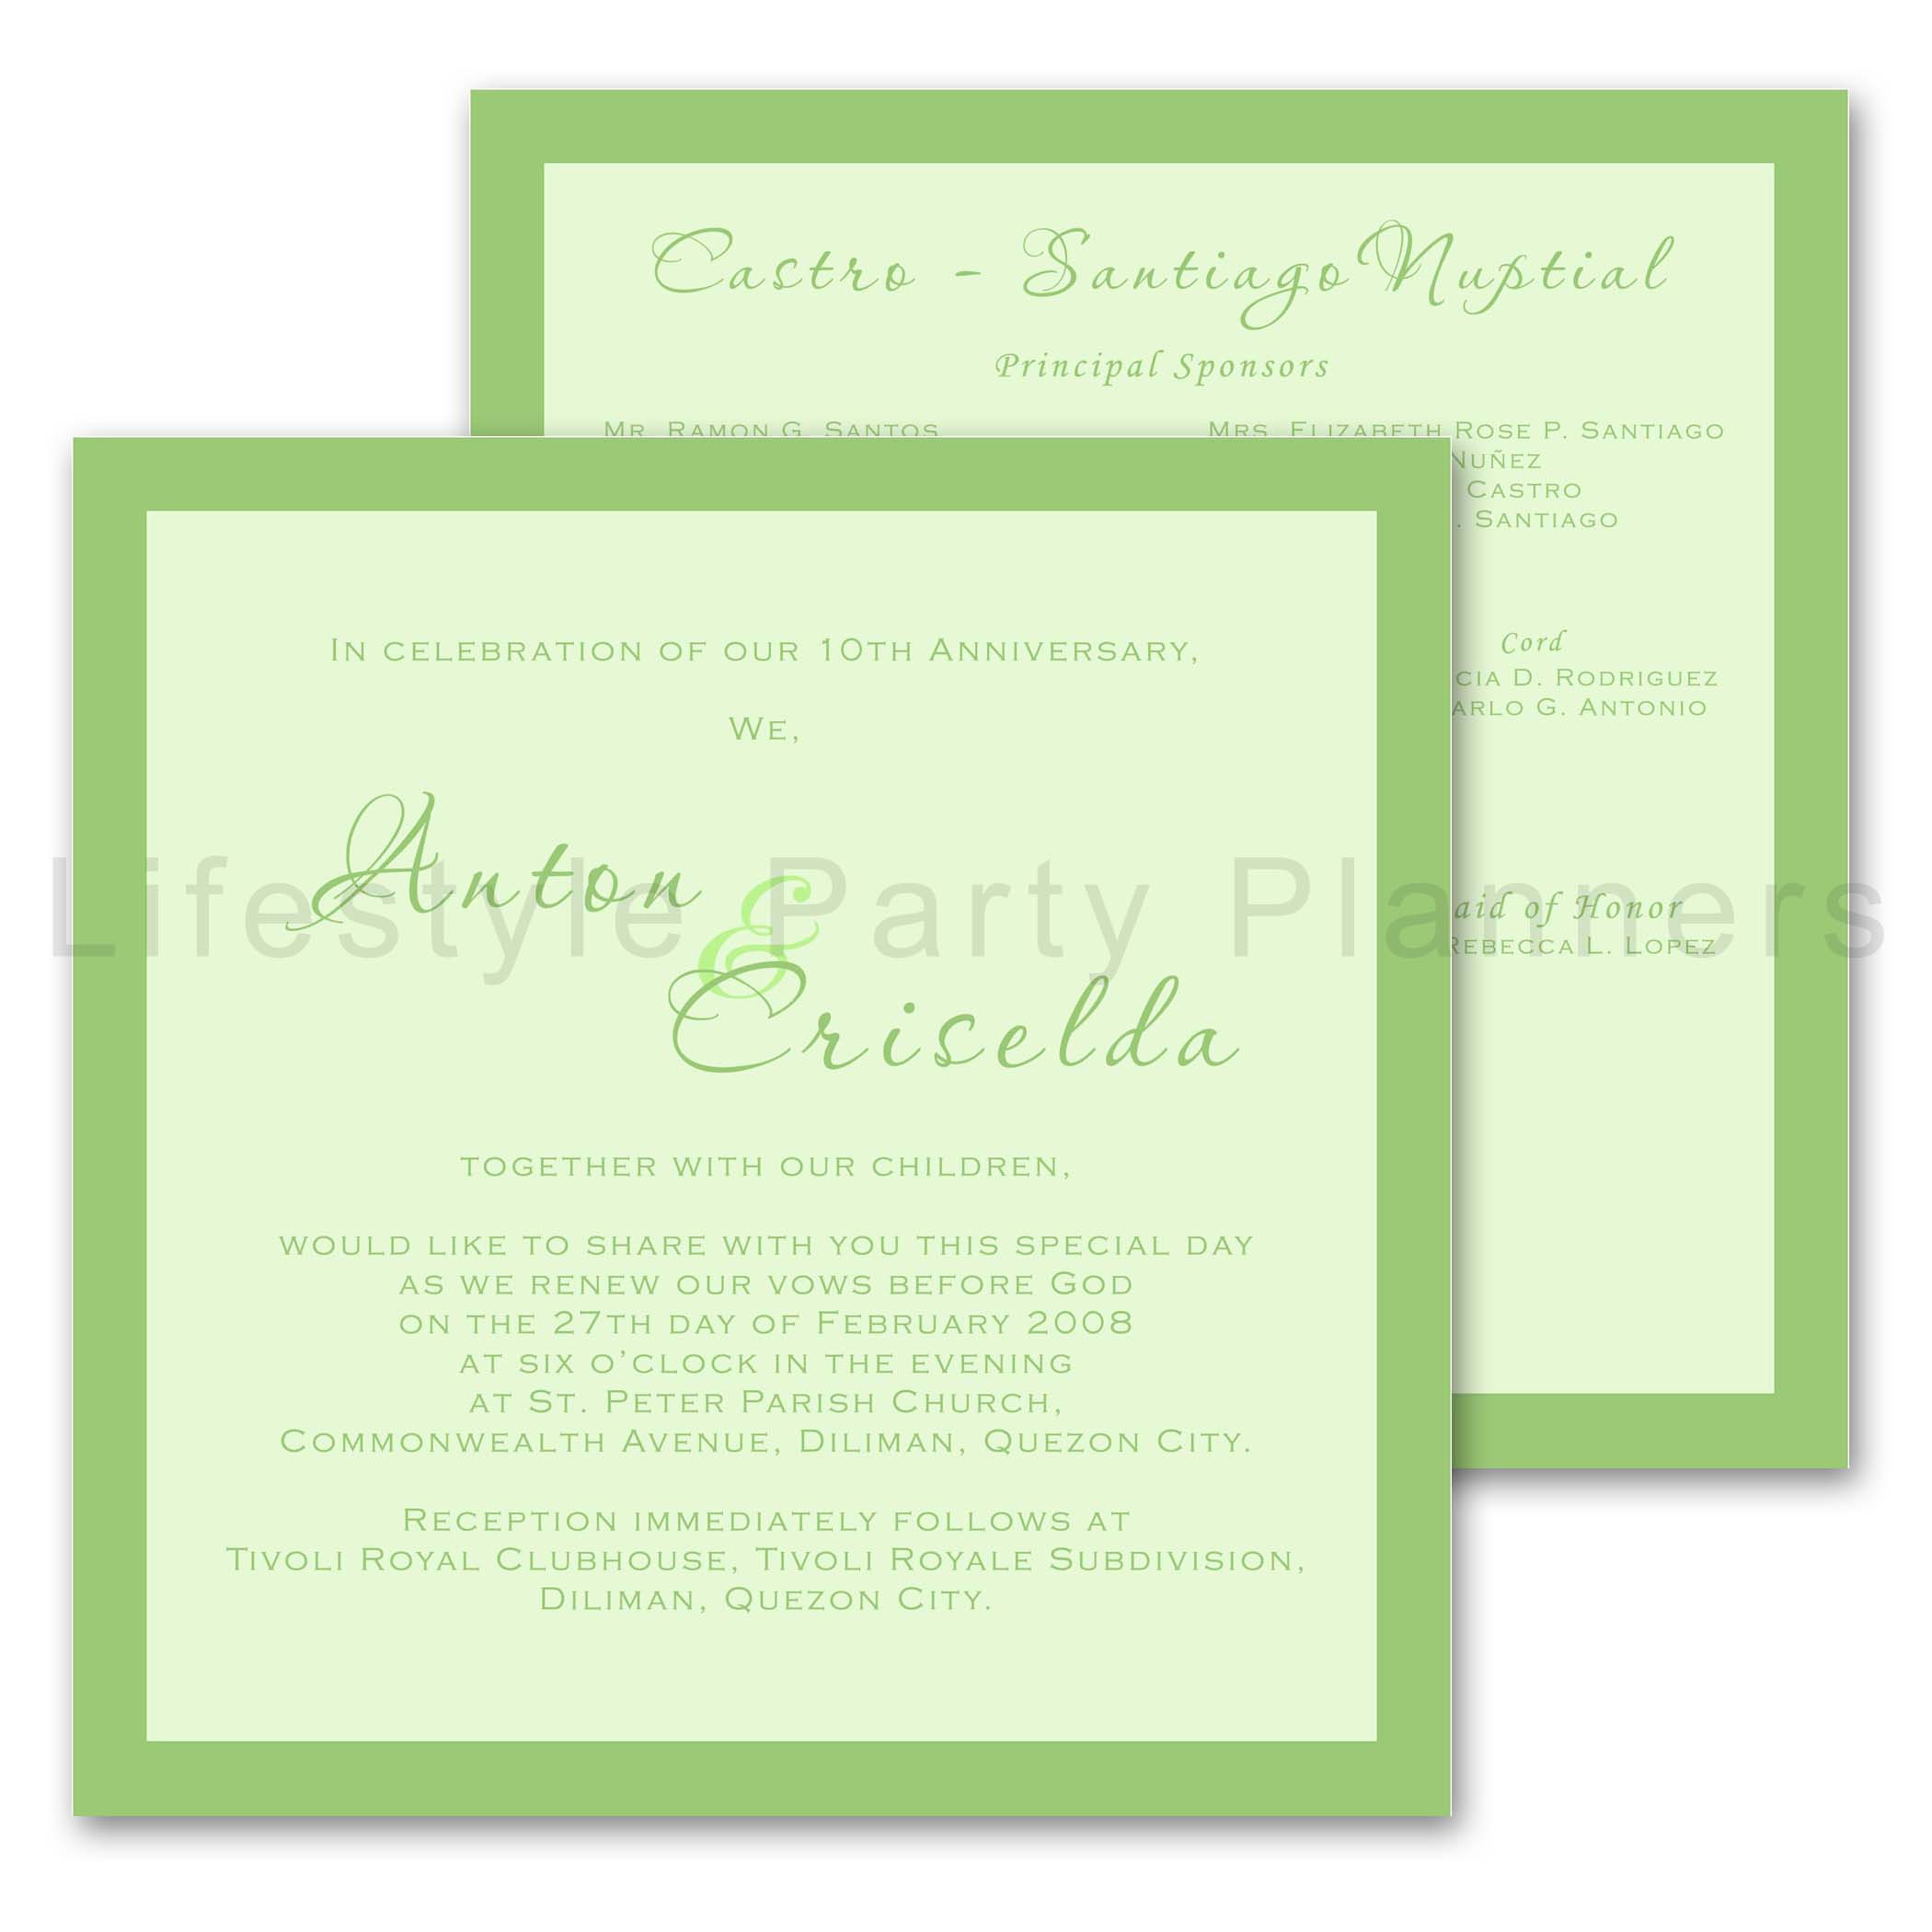 Castro - Santiago Nuptial
Principal Sponsors
Mr. Ramon G. Santos
Mrs. Elizabeth Rose P. Santiago
Nuñez
Castro
. Santiago
Cord
D. Rodriguez
G. Antonio
of Honor
Rebecca L. Lopez
In celebration of our 10th Anniversary,
We,
Anton
&
Criselda
together with our children,
would like to share with you this special day
as we renew our vows before God
on the 27th day of February 2008
at six o’clock in the evening
at St. Peter Parish Church,
Commonwealth Avenue, Diliman, Quezon City.
Reception immediately follows at
Tivoli Royal Clubhouse, Tivoli Royale Subdivision,
Diliman, Quezon City.
Lifestyle Party Planners